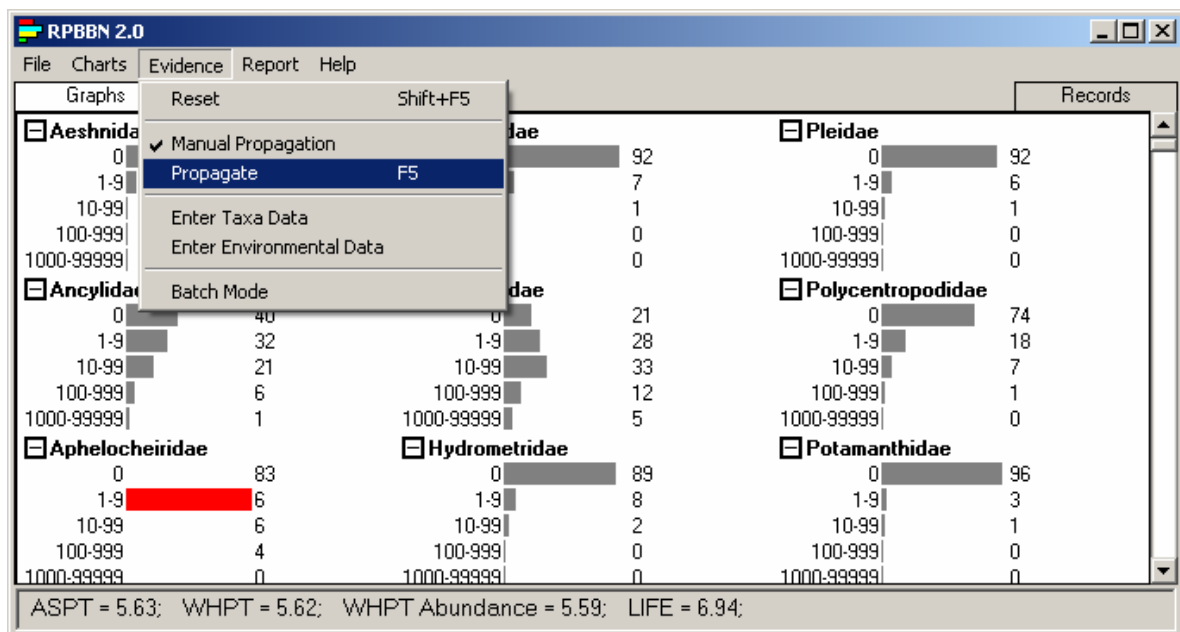 RPBBN 2.0
File Charts Evidence Report Help
Graphs Records
Reset Shift+F5
Manual Propagation
Propagate F5
Enter Taxa Data
Enter Environmental Data
Batch Mode
Aeshnida
0
1-9
10-99
100-999
1000-99999
dae
92
7
1
0
0
Pleidae
0 92
1-9 6
10-99 1
100-999 0
1000-99999 0
Ancylidae
0 40
1-9 32
10-99 21
100-999 6
1000-99999 1
dae
0 21
1-9 28
10-99 33
100-999 12
1000-99999 5
Polycentropodidae
0 74
1-9 18
10-99 7
100-999 1
1000-99999 0
Aphelocheiridae
0 83
1-9 6
10-99 6
100-999 4
1000-99999 0
Hydrometridae
0 89
1-9 8
10-99 2
100-999 0
1000-99999 0
Potamanthidae
0 96
1-9 3
10-99 1
100-999 0
1000-99999 0
ASPT = 5.63; WHPT = 5.62; WHPT Abundance = 5.59; LIFE = 6.94;